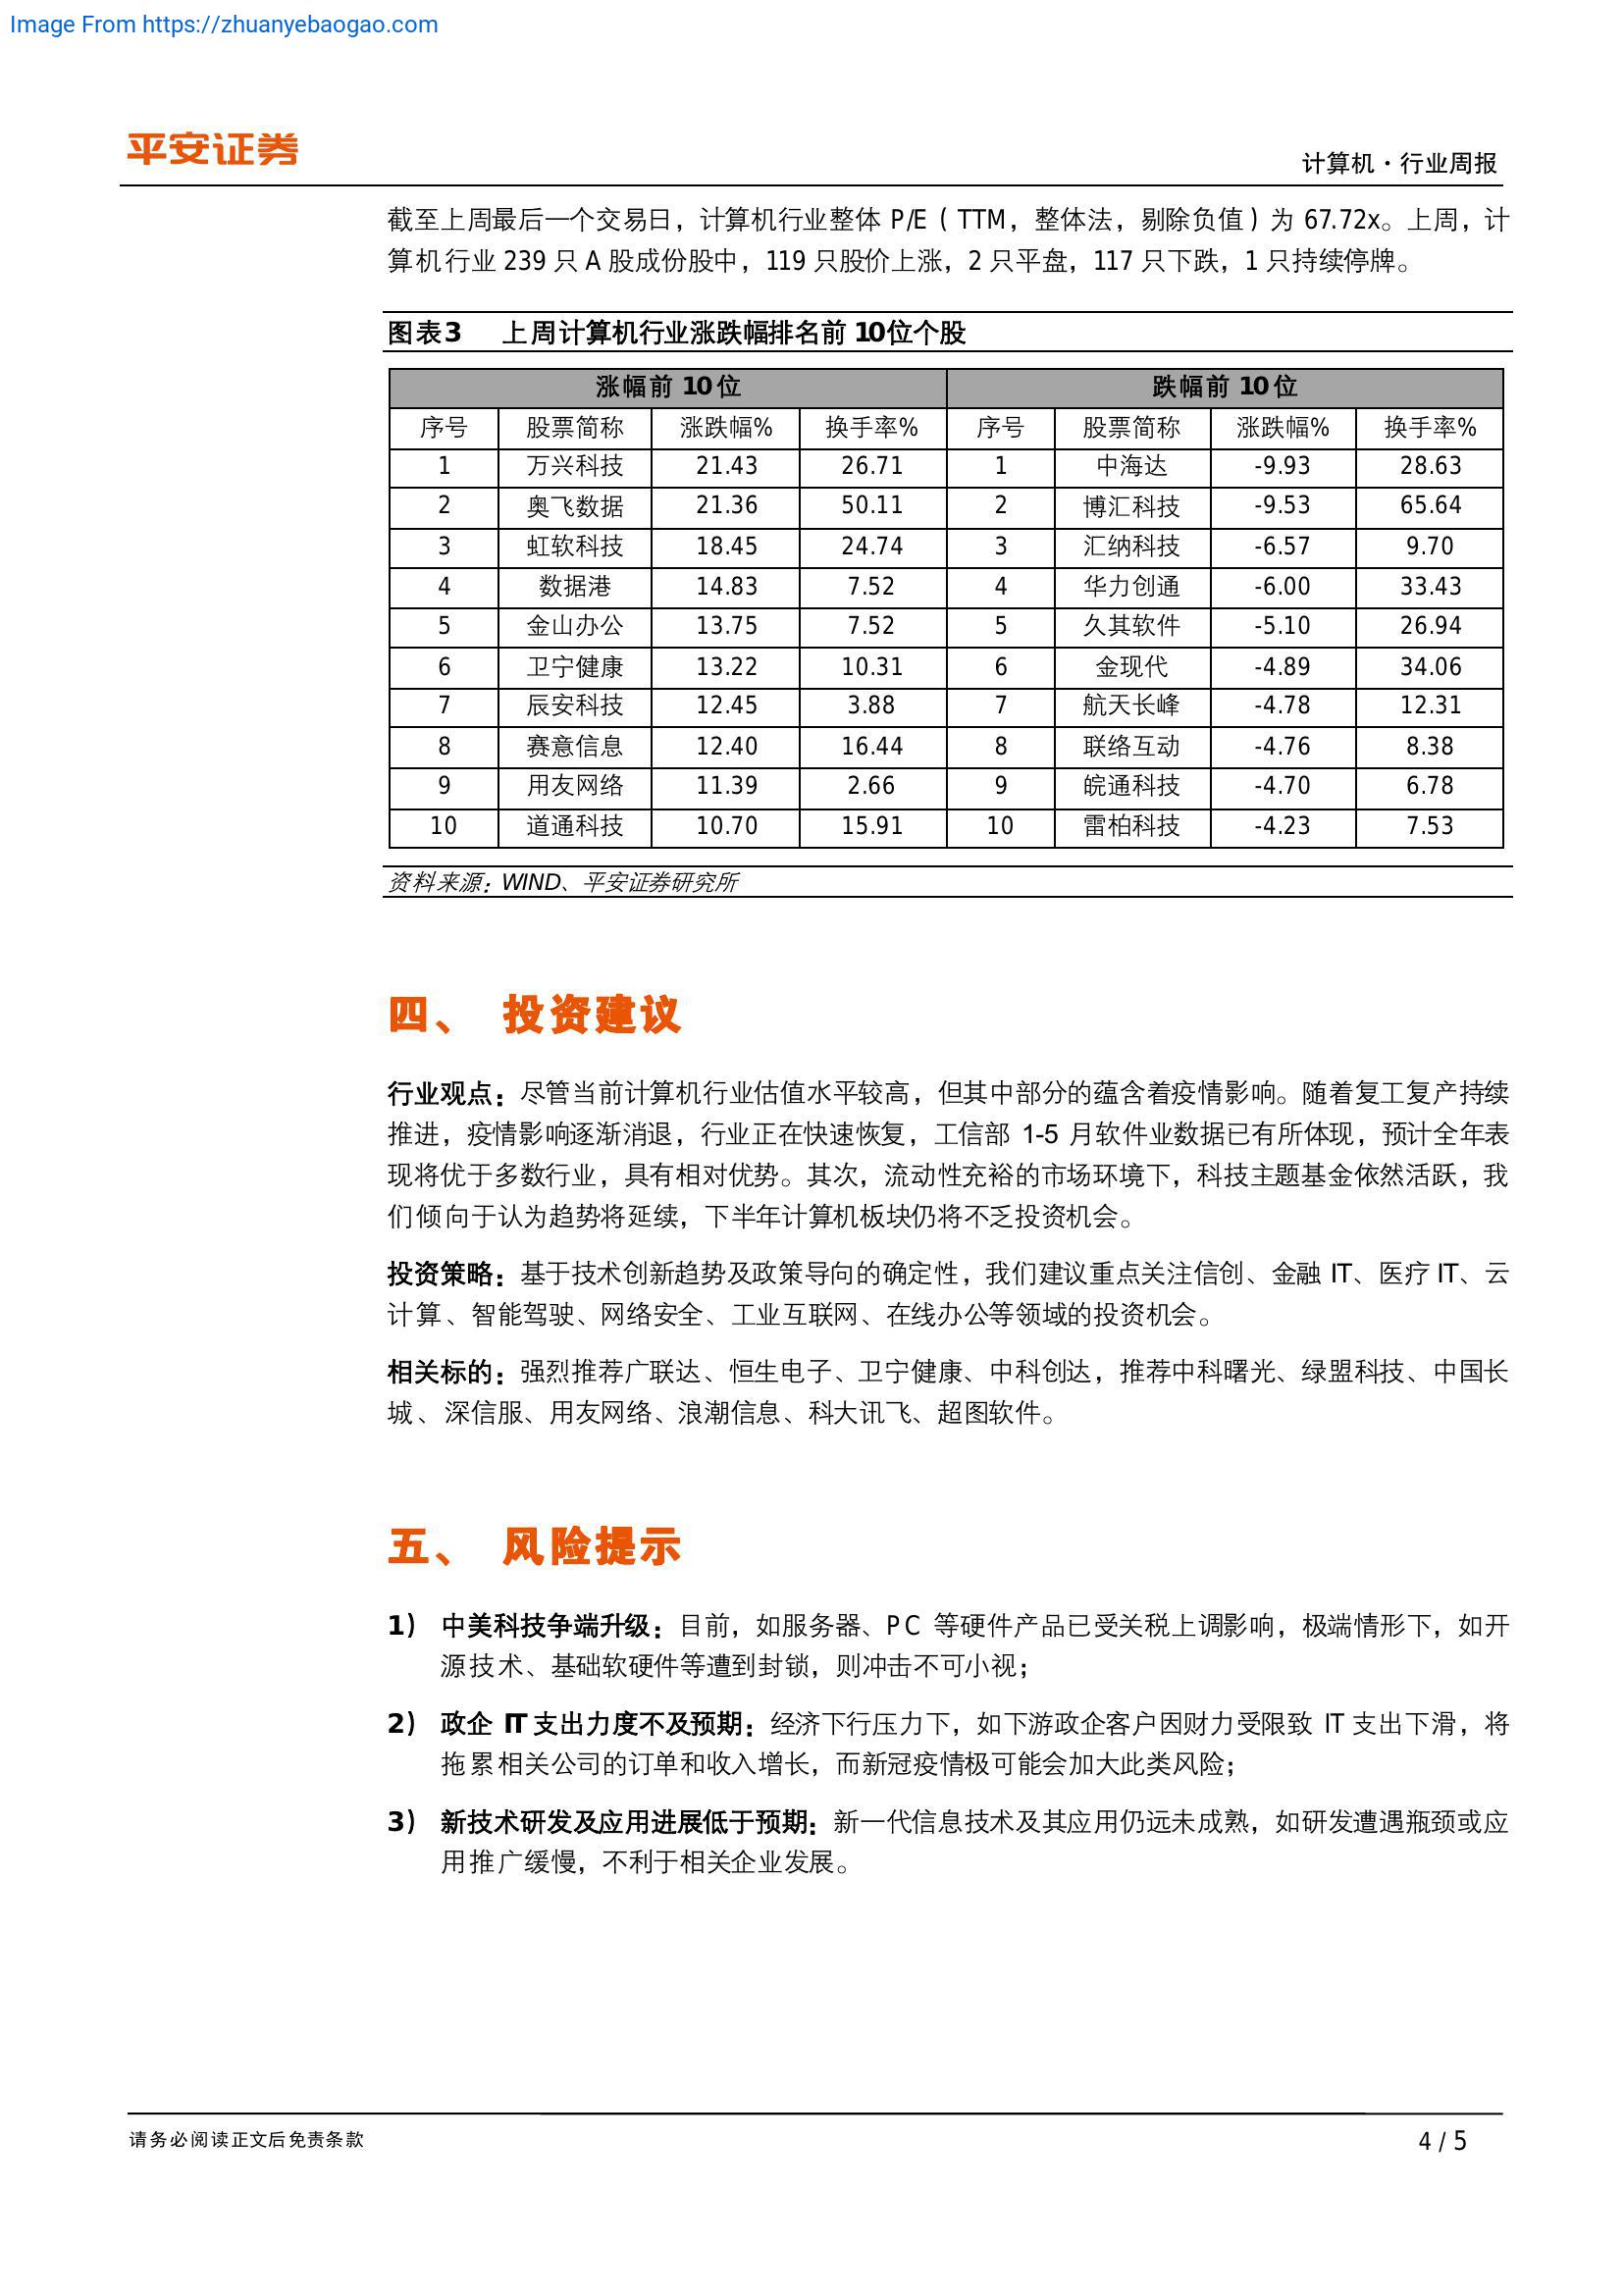 Image From https://zhuanyebaogao.com
平安证券
计算机·行业周报
截至上周最后一个交易日，计算机行业整体 P/E（TTM，整体法，剔除负值）为 67.72x。上周，计
算机行业 239 只 A 股成份股中，119 只股价上涨，2 只平盘，117 只下跌，1 只持续停牌。
图表3 上周计算机行业涨跌幅排名前 10位个股
涨幅前 10 位 跌幅前 10 位
序号 股票简称 涨跌幅% 换手率% 序号 股票简称 涨跌幅% 换手率%
1 万兴科技 21.43 26.71 1 中海达 -9.93 28.63
2 奥飞数据 21.36 50.11 2 博汇科技 -9.53 65.64
3 虹软科技 18.45 24.74 3 汇纳科技 -6.57 9.70
4 数据港 14.83 7.52 4 华力创通 -6.00 33.43
5 金山办公 13.75 7.52 5 久其软件 -5.10 26.94
6 卫宁健康 13.22 10.31 6 金现代 -4.89 34.06
7 辰安科技 12.45 3.88 7 航天长峰 -4.78 12.31
8 赛意信息 12.40 16.44 8 联络互动 -4.76 8.38
9 用友网络 11.39 2.66 9 皖通科技 -4.70 6.78
10 道通科技 10.70 15.91 10 雷柏科技 -4.23 7.53
资料来源：WIND、平安证券研究所
四、 投资建议
行业观点：尽管当前计算机行业估值水平较高，但其中部分的蕴含着疫情影响。随着复工复产持续
推进，疫情影响逐渐消退，行业正在快速恢复，工信部 1-5 月软件业数据已有所体现，预计全年表
现将优于多数行业，具有相对优势。其次，流动性充裕的市场环境下，科技主题基金依然活跃，我
们倾向于认为趋势将延续，下半年计算机板块仍将不乏投资机会。
投资策略：基于技术创新趋势及政策导向的确定性，我们建议重点关注信创、金融 IT、医疗 IT、云
计算、智能驾驶、网络安全、工业互联网、在线办公等领域的投资机会。
相关标的：强烈推荐广联达、恒生电子、卫宁健康、中科创达，推荐中科曙光、绿盟科技、中国长
城、深信服、用友网络、浪潮信息、科大讯飞、超图软件。
五、 风险提示
1） 中美科技争端升级：目前，如服务器、PC 等硬件产品已受关税上调影响，极端情形下，如开
源技术、基础软硬件等遭到封锁，则冲击不可小视；
2） 政企 IT 支出力度不及预期：经济下行压力下，如下游政企客户因财力受限致 IT 支出下滑，将
拖累相关公司的订单和收入增长，而新冠疫情极可能会加大此类风险；
3） 新技术研发及应用进展低于预期：新一代信息技术及其应用仍远未成熟，如研发遭遇瓶颈或应
用推广缓慢，不利于相关企业发展。
请务必阅读正文后免责条款
4 / 5